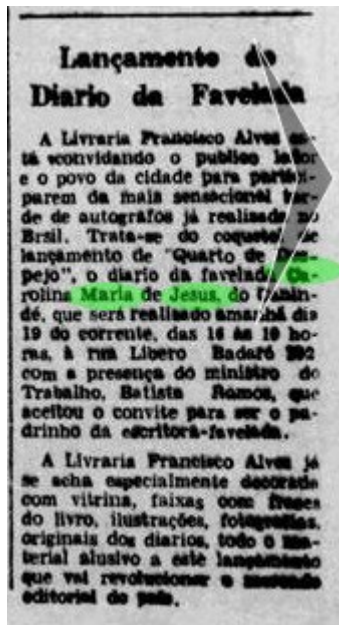 Lançamento do
Diario da Favelada
A Livraria Francisco Alves es-
tá convidando o publico leitor
e o povo da cidade para partici-
parem da mais sensacional tar-
de de autografos já realisada no
Brsil. Trata-se do coquetel de
lançamento de "Quarto de Des-
pejo", o diario da favelada Ca-
rolina Maria de Jesus, do Canin-
dé, que será realisado amanhã dia
19 do corrente, das 16 às 19 ho-
ras, à rua Libero Badaró 292
com a presença do ministro do
Trabalho, Batista Ramos, que
aceitou o convite para ser o pa-
drinho da escritora-favelada.
A Livraria Francisco Alves já
se acha especialmente decorada
com vitrina, faixas com frases
do livro, ilustrações, fotografias,
originais dos diarios, todo o ma-
terial alusivo a este lançamento
que vai revolucionar o mercado
editorial do país.